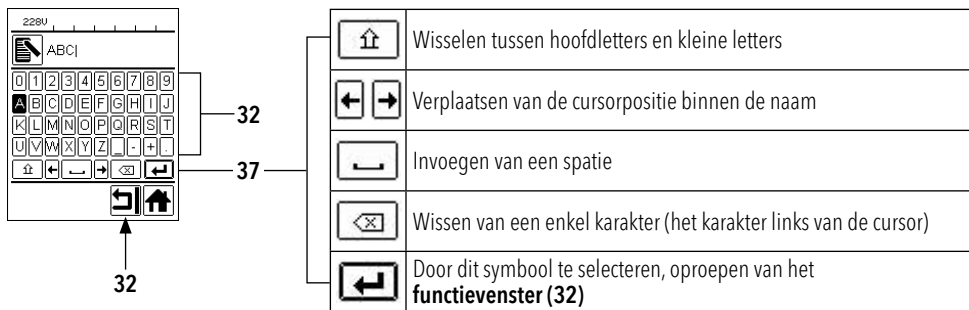 228V
ABC|
0 1 2 3 4 5 6 7 8 9
A B C D E F G H I J
K L M N O P Q R S T
U V W X Y Z _ - + .
32
37
32
Wisselen tussen hoofdletters en kleine letters
Verplaatsen van de cursorpositie binnen de naam
Invoegen van een spatie
Wissen van een enkel karakter (het karakter links van de cursor)
Door dit symbool te selecteren, oproepen van het
functievenster (32)